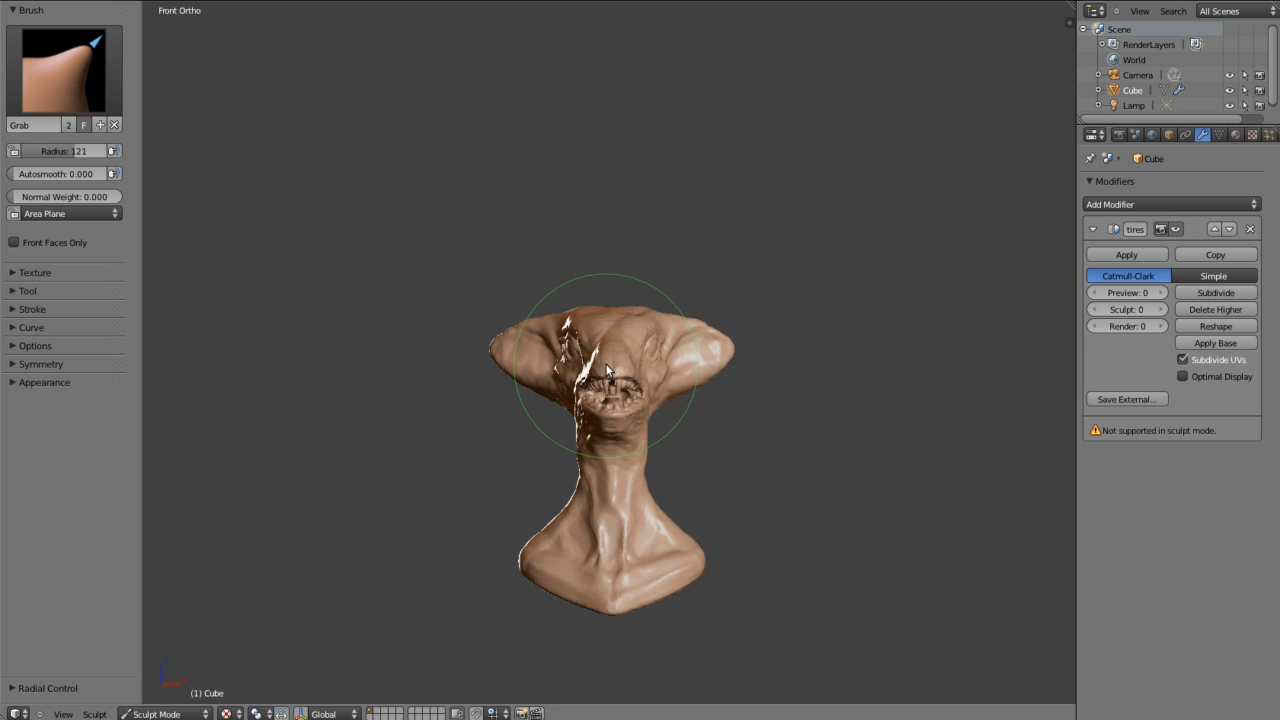 Brush
Grab 2 F
Radius: 121
Autosmooth: 0.000
Normal Weight: 0.000
Area Plane
Front Faces Only
Texture
Tool
Stroke
Curve
Options
Symmetry
Appearance
Radial Control
Front Ortho
(1) Cube
View Sculpt Sculpt Mode Global
View Search All Scenes
Scene
RenderLayers
World
Camera
Cube
Lamp
Cube
Modifiers
Add Modifier
tires
Apply Copy
Catmull-Clark Simple
Preview: 0 Subdivide
Sculpt: 0 Delete Higher
Render: 0 Reshape
Apply Base
Subdivide UVs
Optimal Display
Save External...
Not supported in sculpt mode.